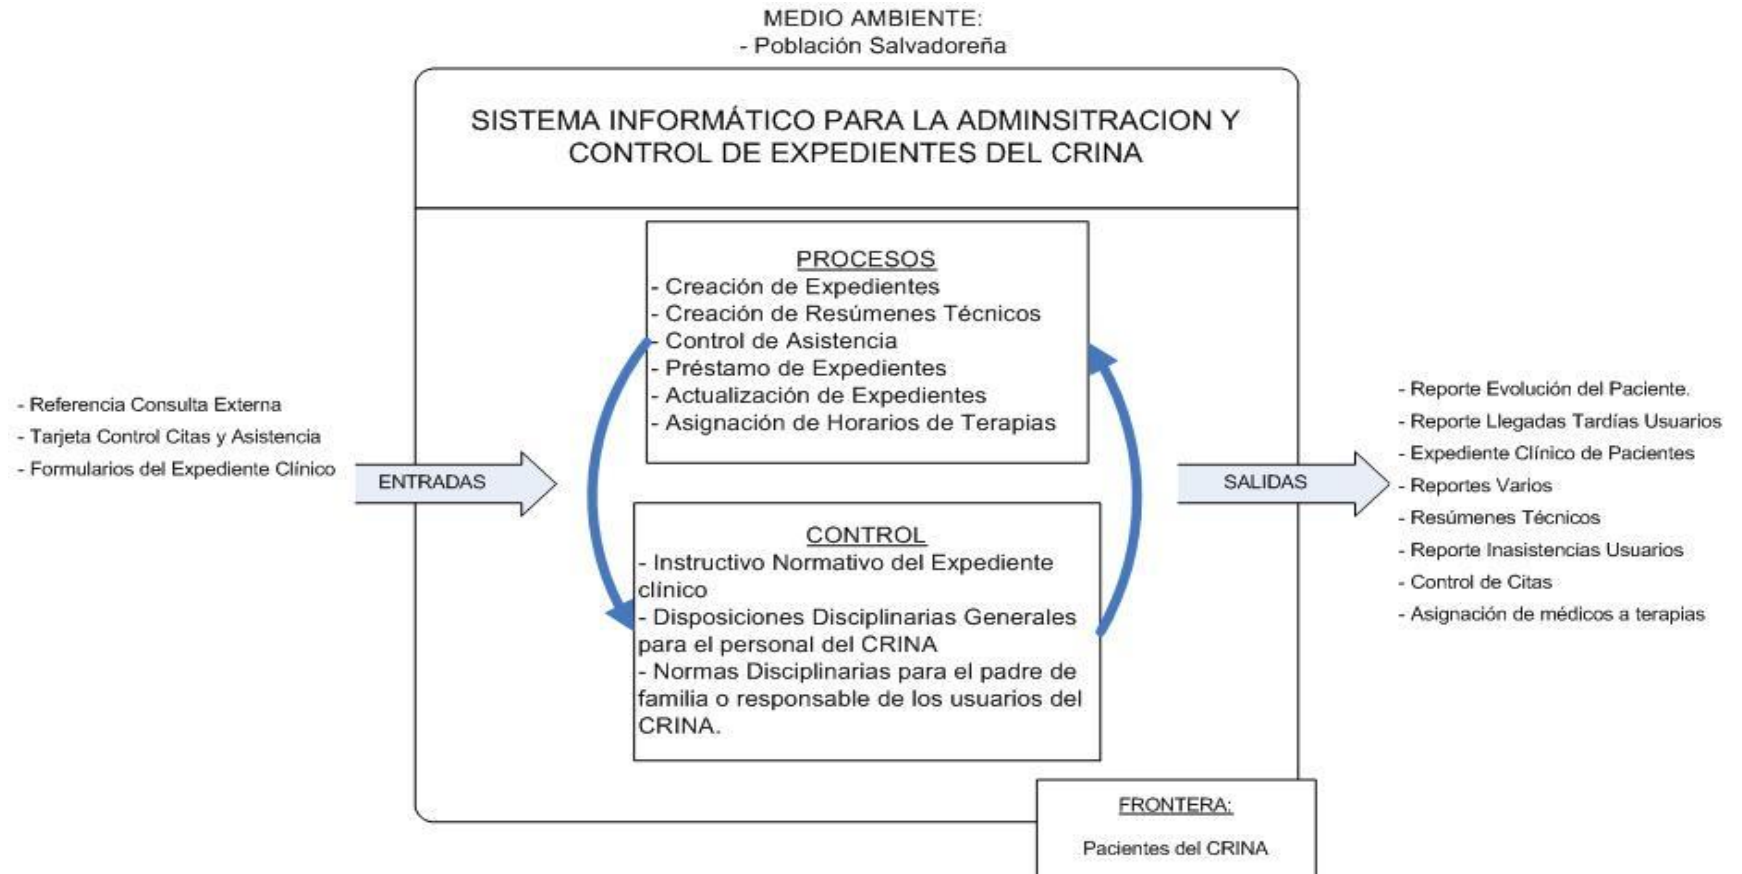 MEDIO AMBIENTE:
- Población Salvadoreña
SISTEMA INFORMÁTICO PARA LA ADMINSITRACION Y
CONTROL DE EXPEDIENTES DEL CRINA
PROCESOS
- Creación de Expedientes
- Creación de Resúmenes Técnicos
- Control de Asistencia
- Préstamo de Expedientes
- Actualización de Expedientes
- Asignación de Horarios de Terapias
- Referencia Consulta Externa
- Tarjeta Control Citas y Asistencia
- Formularios del Expediente Clínico
ENTRADAS
CONTROL
- Instructivo Normativo del Expediente
clínico
- Disposiciones Disciplinarias Generales
para el personal del CRINA
- Normas Disciplinarias para el padre de
familia o responsable de los usuarios del
CRINA.
SALIDAS
- Reporte Evolución del Paciente.
- Reporte Llegadas Tardías Usuarios
- Expediente Clínico de Pacientes
- Reportes Varios
- Resúmenes Técnicos
- Reporte Inasistencias Usuarios
- Control de Citas
- Asignación de médicos a terapias
FRONTERA:
Pacientes del CRINA